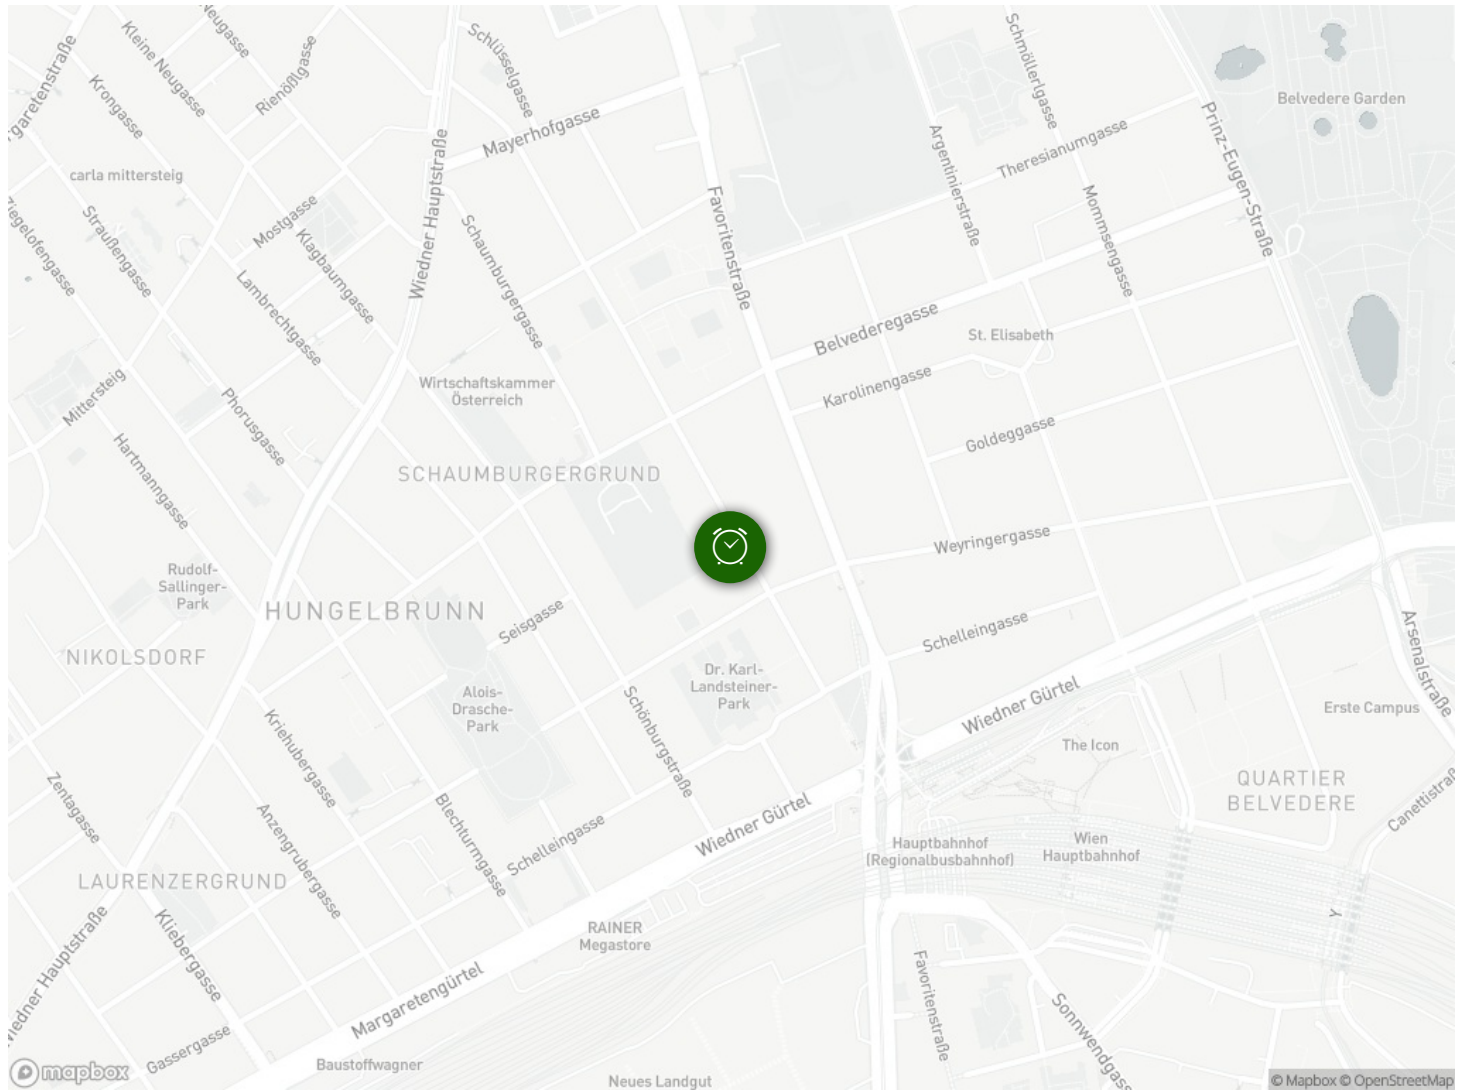 Schlüsselgasse
Schmöllerlgasse
Kleine Neugasse
Neugasse
Rienößlgasse
Krongasse
Mayerhofgasse
Belvedere Garden
Prinz-Eugen-Straße
Argentinierstraße
Theresianumgasse
carla mittersteig
Wiedner Hauptstraße
Favoritenstraße
Mommsengasse
Straußengasse
Mostgasse
Klagbaumgasse
Schaumburgergasse
Lambrechtgasse
Belvederegasse
St. Elisabeth
Wirtschaftskammer
Österreich
Karolinengasse
Mittersteig
Phorusgasse
Goldeggasse
Hartmanngasse
SCHAUMBURGERGRUND
Weyringergasse
Rudolf-
Sallinger-
Park
HUNGELBRUNN
Seisgasse
Schelleingasse
Arsenalstraße
NIKOLSDORF
Dr. Karl-
Landsteiner-
Park
Alois-
Drasche-
Park
Schönburgstraße
Wiedner Gürtel
Erste Campus
Kriehubergasse
The Icon
QUARTIER
BELVEDERE
Zentagasse
Anzengrubergasse
Blechturmgasse
Schelleingasse
Wiedner Gürtel
Hauptbahnhof
(Regionalbusbahnhof)
Wien
Hauptbahnhof
LAURENZERGRUND
Kliebergasse
RAINER
Megastore
Wiedner Hauptstraße
Margaretengürtel
Favoritenstraße
Sonnwendgass
Gassergasse
Baustoffwagner
Neues Landgut
mapbox
© Mapbox © OpenStreetMap